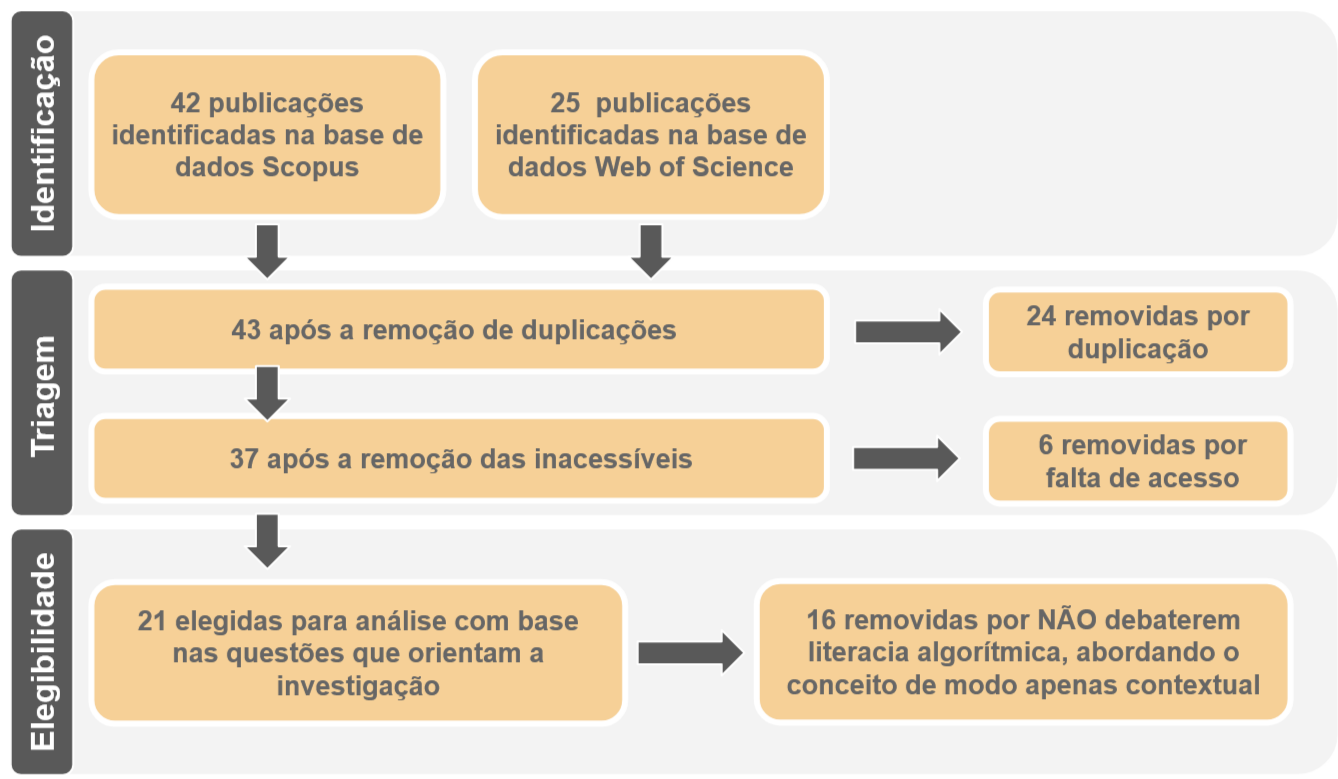 Identificação
42 publicações
identificadas na base de
dados Scopus
25 publicações
identificadas na base de
dados Web of Science
Triagem
43 após a remoção de duplicações
24 removidas por
duplicação
37 após a remoção das inacessíveis
6 removidas por
falta de acesso
Elegibilidade
21 elegidas para análise com base
nas questões que orientam a
investigação
16 removidas por NÃO debaterem
literacia algorítmica, abordando o
conceito de modo apenas contextual